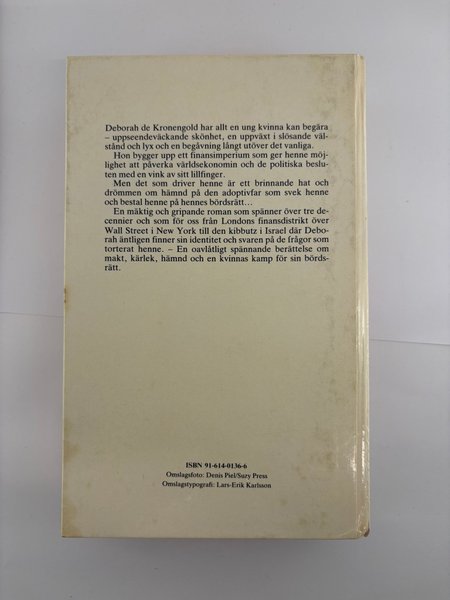 Deborah de Kronengold har allt en ung kvinna kan begära
– uppseendeväckande skönhet, en uppväxt i slösande väl-
stånd och lyx och en begåvning långt utöver det vanliga.
Hon bygger upp ett finansimperium som ger henne möj-
lighet att påverka världsekonomin och de politiska beslu-
ten med en vink av sitt lillfinger.
Men det som driver henne är ett brinnande hat och
drömmen om hämnd på den adoptivfar som svek henne
och bestal henne på hennes bördsrätt...
En mäktig och gripande roman som spänner över tre de-
cennier och som för oss från Londons finansdistrikt över
Wall Street i New York till den kibbutz i Israel där Debo-
rah äntligen finner sin identitet och svaren på de frågor som
torterat henne. – En oavlåtligt spännande berättelse om
makt, kärlek, hämnd och en kvinnas kamp för sin börds-
rätt.
ISBN 91-614-0136-6
Omslagsfoto: Denis Piel/Suzy Press
Omslagstypografi: Lars-Erik Karlsson